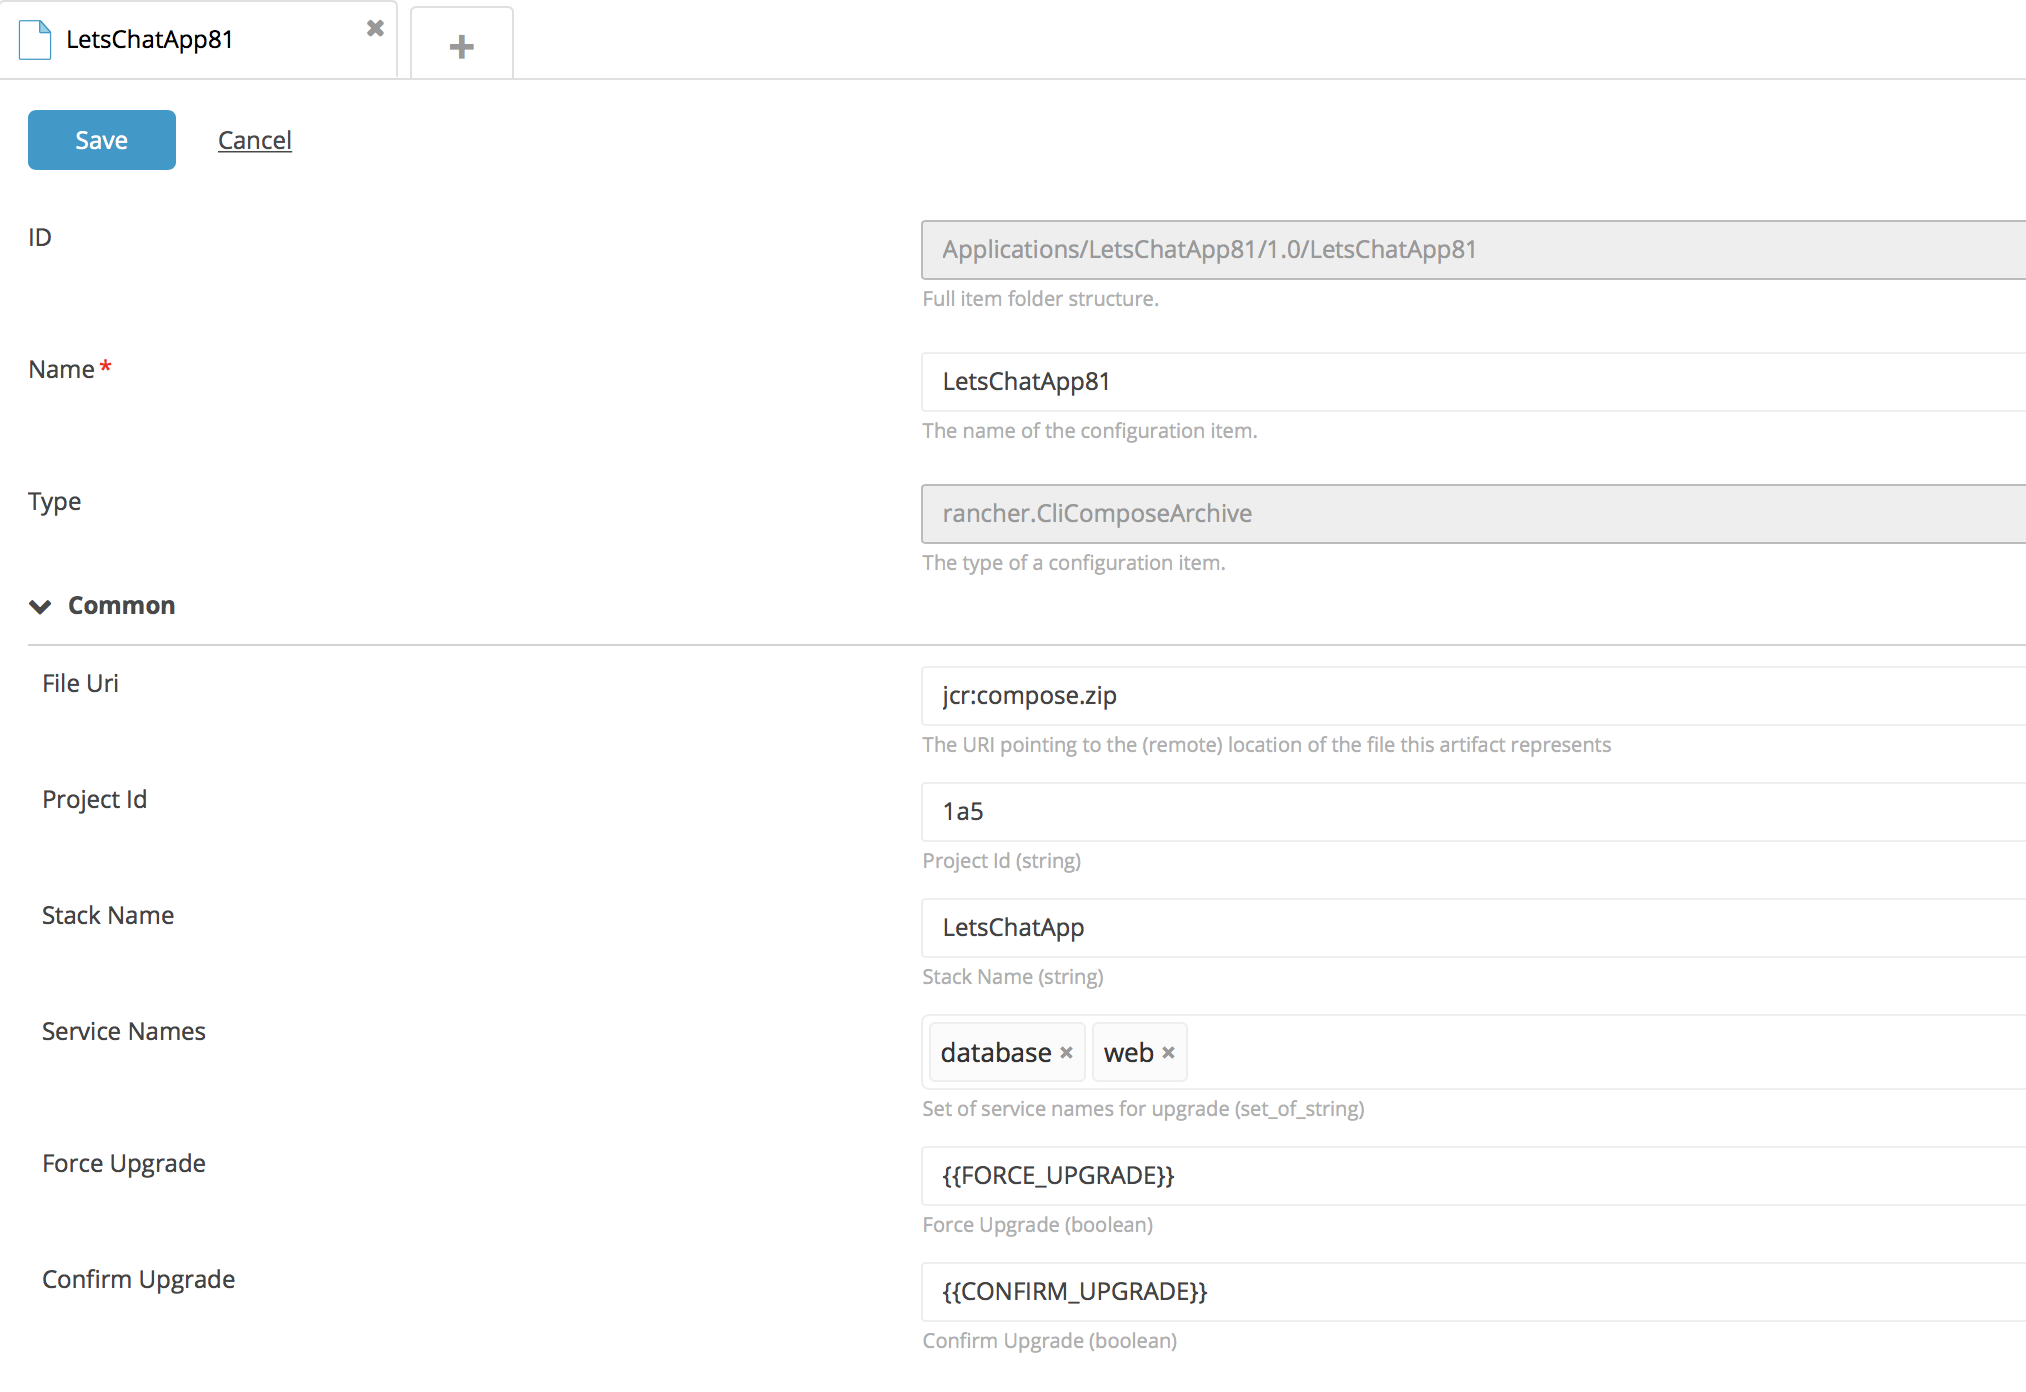 LetsChatApp81
Save Cancel
ID
Applications/LetsChatApp81/1.0/LetsChatApp81
Full item folder structure.
Name*
LetsChatApp81
The name of the configuration item.
Type
rancher.CliComposeArchive
The type of a configuration item.
Common
File Uri
jcr:compose.zip
The URI pointing to the (remote) location of the file this artifact represents
Project Id
1a5
Project Id (string)
Stack Name
LetsChatApp
Stack Name (string)
Service Names
database × web ×
Set of service names for upgrade (set_of_string)
Force Upgrade
{{FORCE_UPGRADE}}
Force Upgrade (boolean)
Confirm Upgrade
{{CONFIRM_UPGRADE}}
Confirm Upgrade (boolean)